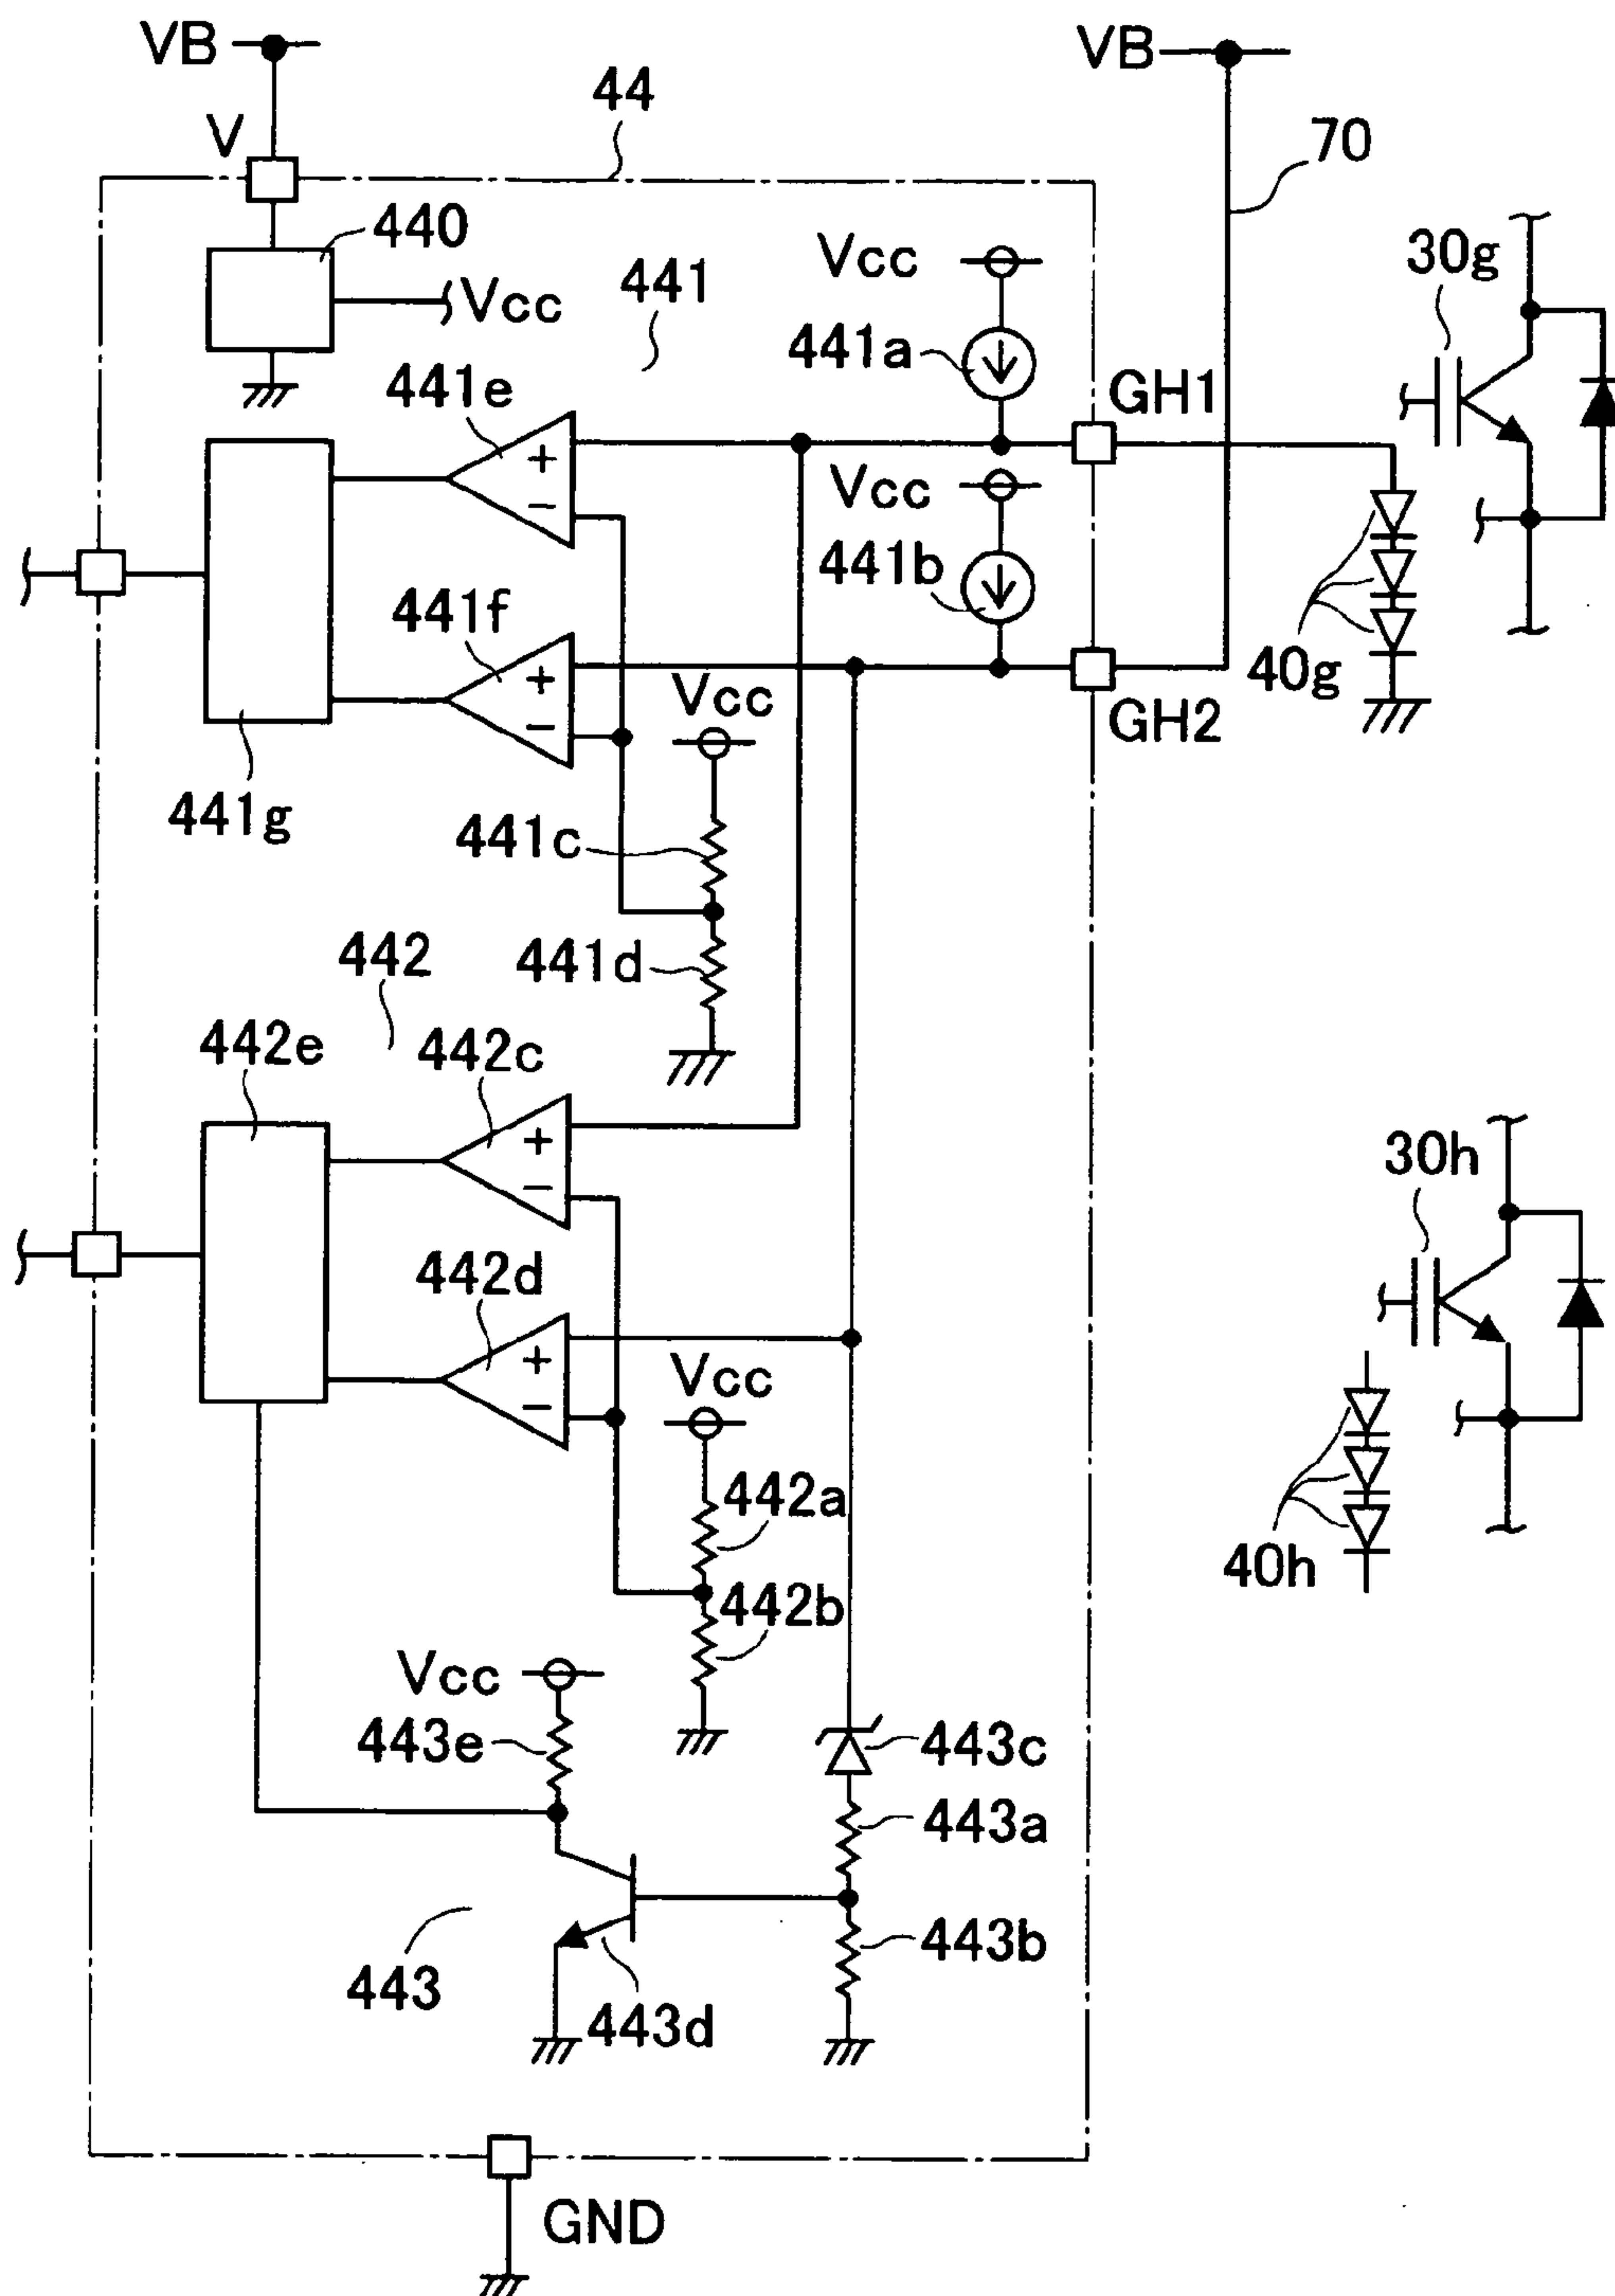 VB
VB
44
70
V
440
Vcc
441
Vcc
30g
441a
441e
GH1
+
−
Vcc
441b
441f
+
−
40g
Vcc
GH2
441g
441c
441d
442
442e
442c
+
−
30h
442d
+
−
Vcc
442a
40h
442b
Vcc
443e
443c
443a
443b
443
443d
GND